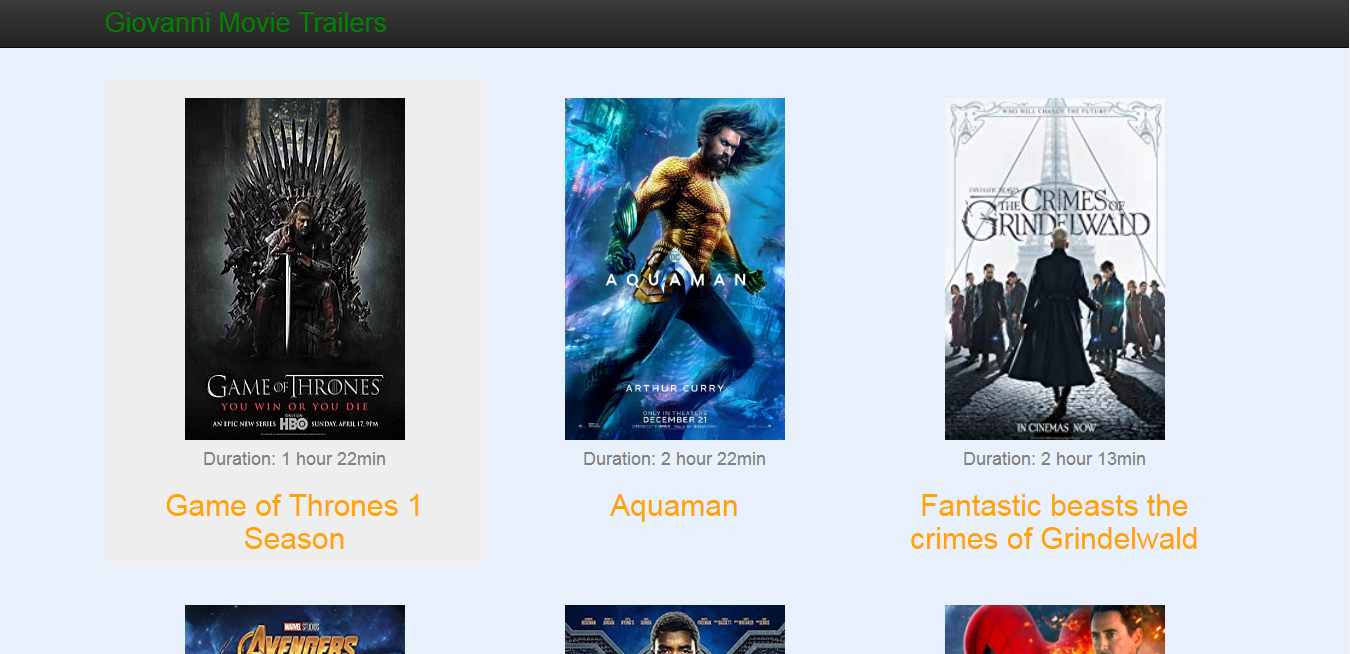 Giovanni Movie Trailers
GAME OF THRONES
YOU WIN OR YOU DIE
AN EPIC NEW SERIES ONLY ON HBO SUNDAY, APRIL 17, 9PM
Duration: 1 hour 22min
Game of Thrones 1
Season
DC
AQUAMAN
ARTHUR CURRY
ONLY IN THEATERS
DECEMBER 21
Duration: 2 hour 22min
Aquaman
WHO WILL CHANGE THE FUTURE?
FANTASTIC BEASTS
THE CRIMES OF
GRINDELWALD
IN CINEMAS NOW
Duration: 2 hour 13min
Fantastic beasts the
crimes of Grindelwald
MARVEL STUDIOS
AVENGERS